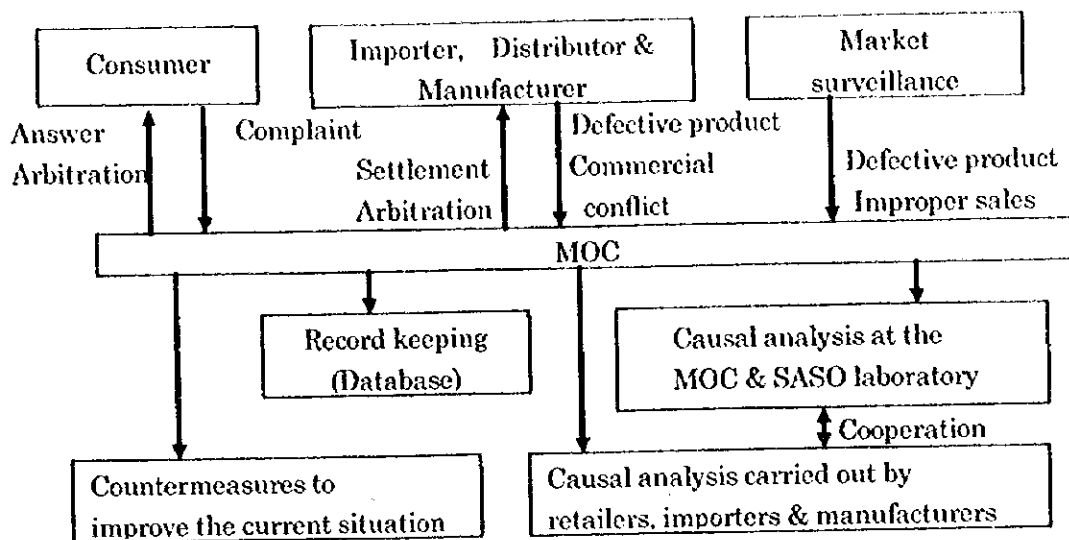 Consumer
Importer, Distributor &
Manufacturer
Market
surveillance
Answer
Arbitration
Complaint
Settlement
Arbitration
Defective product
Commercial
conflict
Defective product
Improper sales
MOC
Record keeping
(Database)
Causal analysis at the
MOC & SASO laboratory
Cooperation
Countermeasures to
improve the current situation
Causal analysis carried out by
retailers, importers & manufacturers